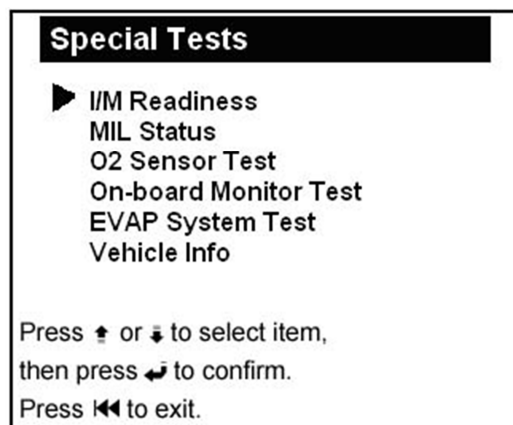 Special Tests
I/M Readiness
MIL Status
O2 Sensor Test
On-board Monitor Test
EVAP System Test
Vehicle Info
Press ⬆ or ⬇ to select item,
then press ↵ to confirm.
Press ⏮ to exit.